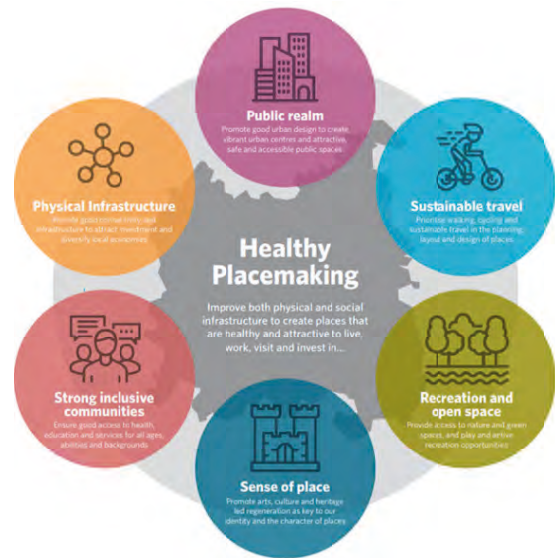 Public realm
Promote good urban design to create
vibrant urban centres and attractive,
safe and accessible public spaces
Physical Infrastructure
Provide good connectivity and
infrastructure to attract investment and
diversify local economies
Sustainable travel
Prioritise walking, cycling and
sustainable travel in the planning,
layout and design of places
Healthy
Placemaking
Improve both physical and social
infrastructure to create places that
are healthy and attractive to live,
work, visit and invest in...
Strong inclusive
communities
Ensure good access to health,
education and services for all ages,
abilities and backgrounds
Recreation and
open space
Provide access to nature and green
spaces, and play and active
recreation opportunities
Sense of place
Promote arts, culture and heritage
led regeneration as key to our
identity and the character of places